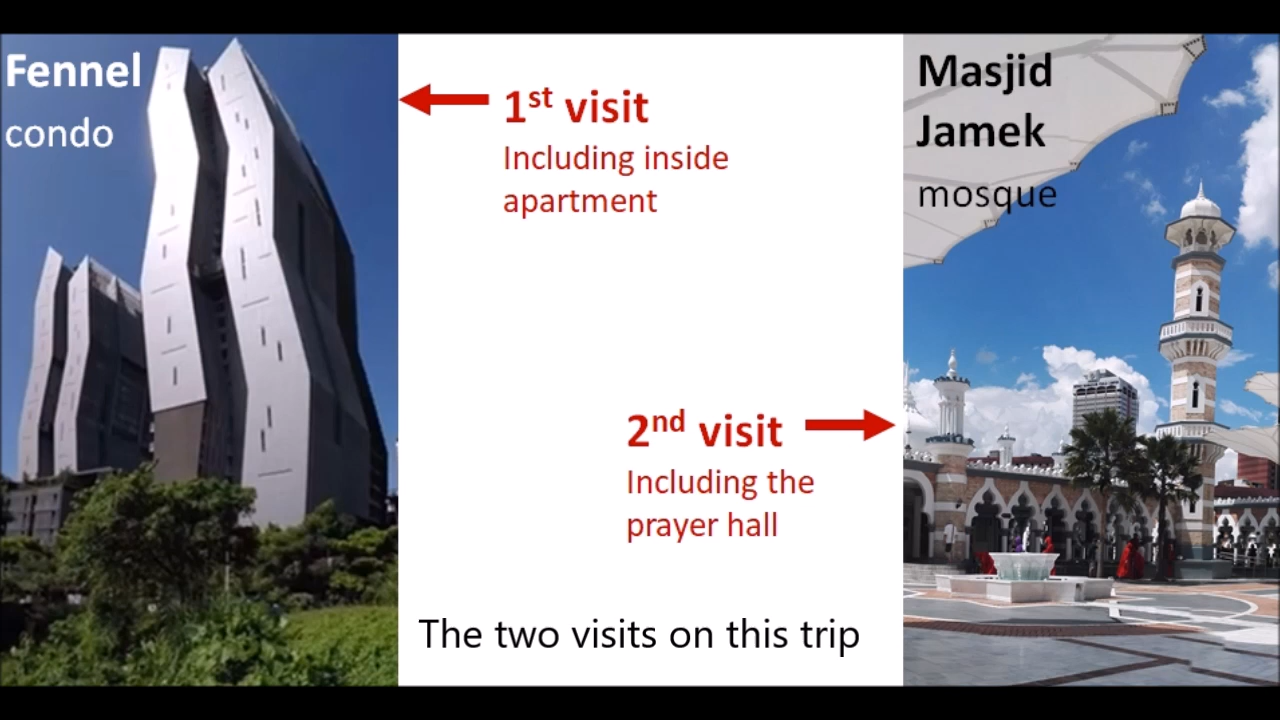 Fennel
condo
1st visit
Including inside
apartment
Masjid
Jamek
mosque
2nd visit
Including the
prayer hall
The two visits on this trip